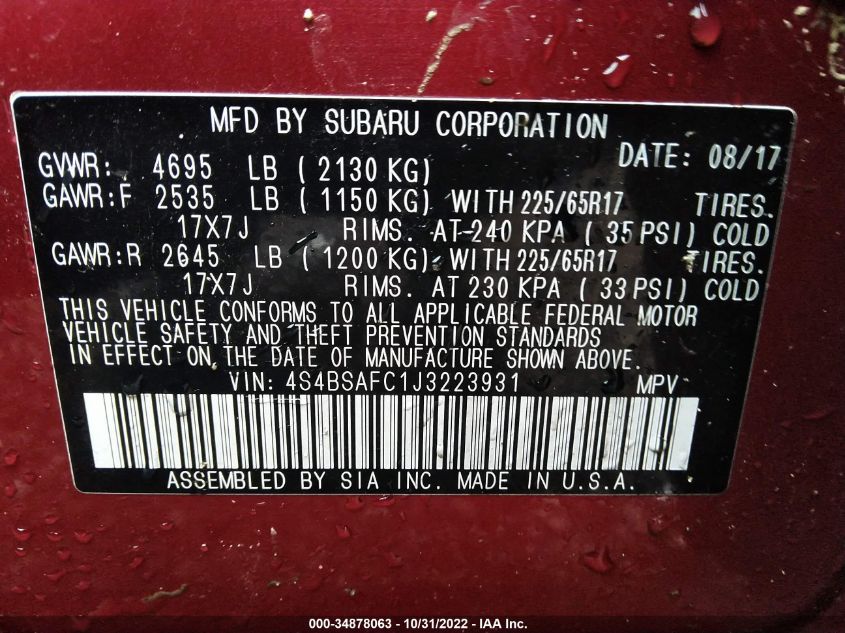 MFD BY SUBARU CORPORATION
DATE: 08/17
GVWR: 4695 LB ( 2130 KG)
GAWR:F 2535 LB ( 1150 KG) WITH 225/65R17 TIRES.
17X7J RIMS. AT 240 KPA ( 35 PSI) COLD
GAWR:R 2645 LB ( 1200 KG) WITH 225/65R17 TIRES.
17X7J RIMS. AT 230 KPA ( 33 PSI) COLD
THIS VEHICLE CONFORMS TO ALL APPLICABLE FEDERAL MOTOR
VEHICLE SAFETY AND THEFT PREVENTION STANDARDS
IN EFFECT ON THE DATE OF MANUFACTURE SHOWN ABOVE.
VIN: 4S4BSAFC1J3223931 MPV
ASSEMBLED BY SIA INC. MADE IN U.S.A.
000-34878063 - 10/31/2022 - IAA Inc.